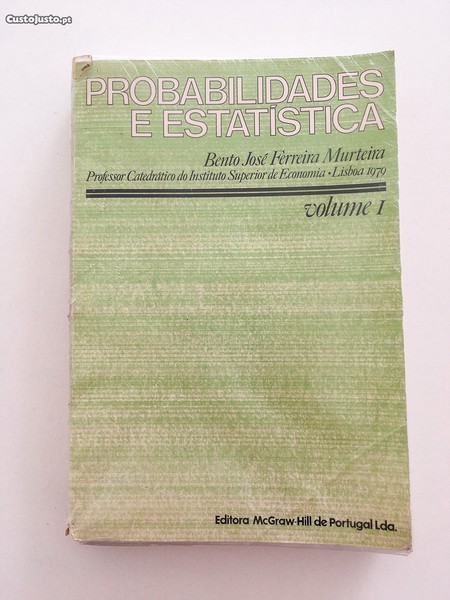 CustoJusto.pt
PROBABILIDADES
E ESTATÍSTICA
Bento José Ferreira Murteira
Professor Catedrático do Instituto Superior de Economia • Lisboa 1979
volume I
Editora McGraw-Hill de Portugal Lda.